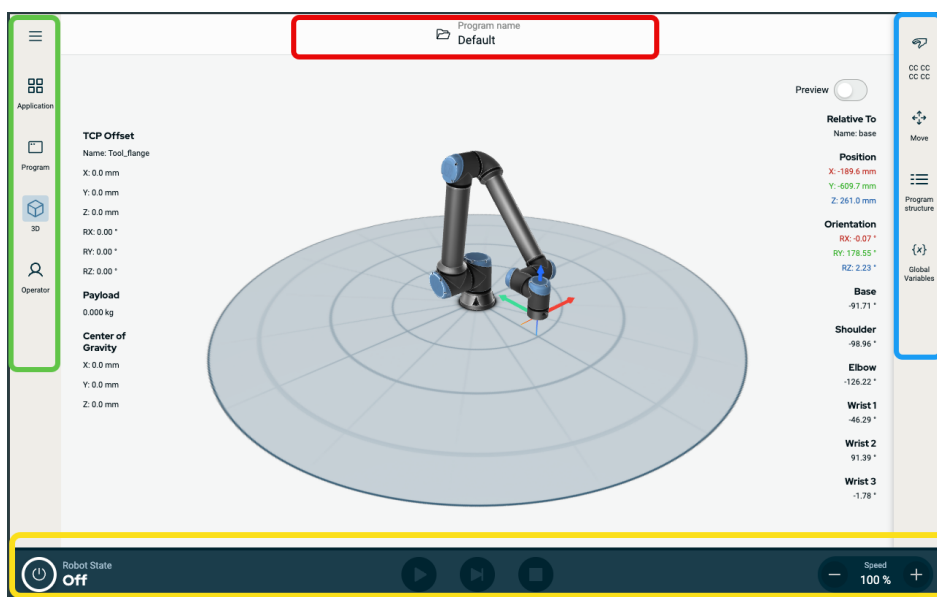 Program name
Default
Application
Program
3D
Operator
TCP Offset
Name: Tool_flange
X: 0.0 mm
Y: 0.0 mm
Z: 0.0 mm
RX: 0.00 °
RY: 0.00 °
RZ: 0.00 °
Payload
0.000 kg
Center of
Gravity
X: 0.0 mm
Y: 0.0 mm
Z: 0.0 mm
Preview
Relative To
Name: base
Position
X: -189.6 mm
Y: -609.7 mm
Z: 261.0 mm
Orientation
RX: -0.07 °
RY: 178.55 °
RZ: 2.23 °
Base
-91.71 °
Shoulder
-98.96 °
Elbow
-126.22 °
Wrist 1
-46.29 °
Wrist 2
91.39 °
Wrist 3
-1.78 °
CC CC
CC CC
Move
Program
structure
{x}
Global
Variables
Robot State
Off
Speed
100 %